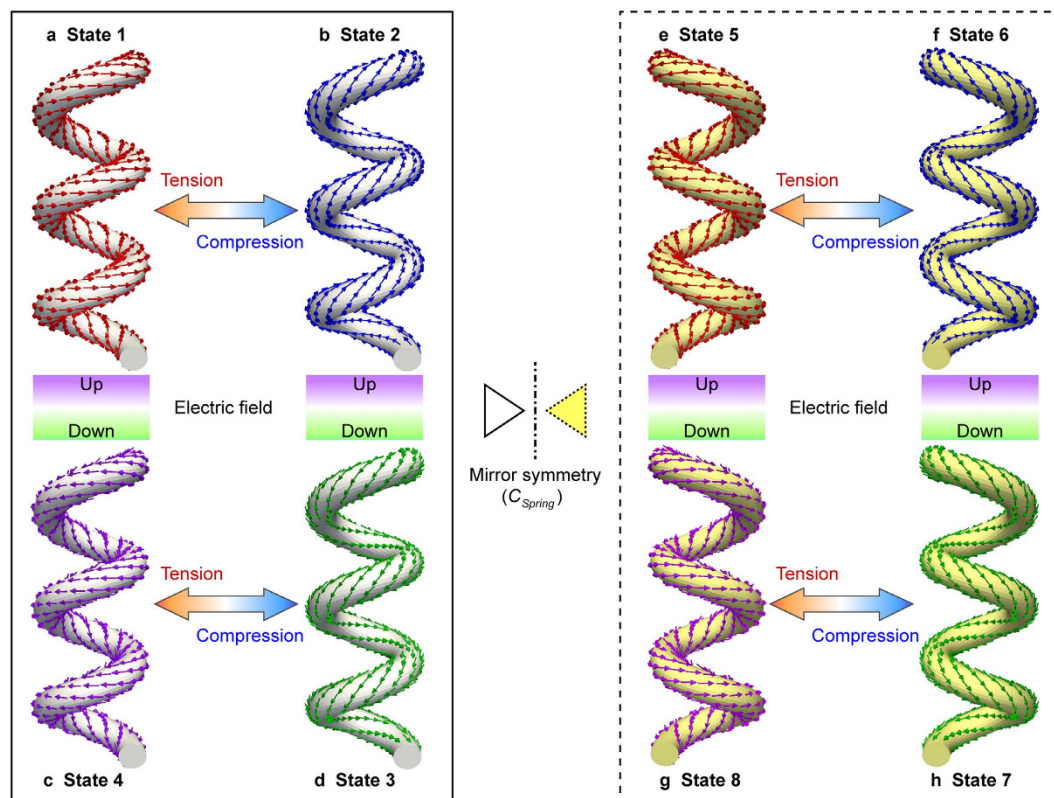 a State 1
b State 2
e State 5
f State 6
Tension
Compression
Tension
Compression
Up
Electric field
Down
Up
Down
Mirror symmetry
(C_Spring)
Up
Electric field
Down
Up
Down
Tension
Compression
Tension
Compression
c State 4
d State 3
g State 8
h State 7